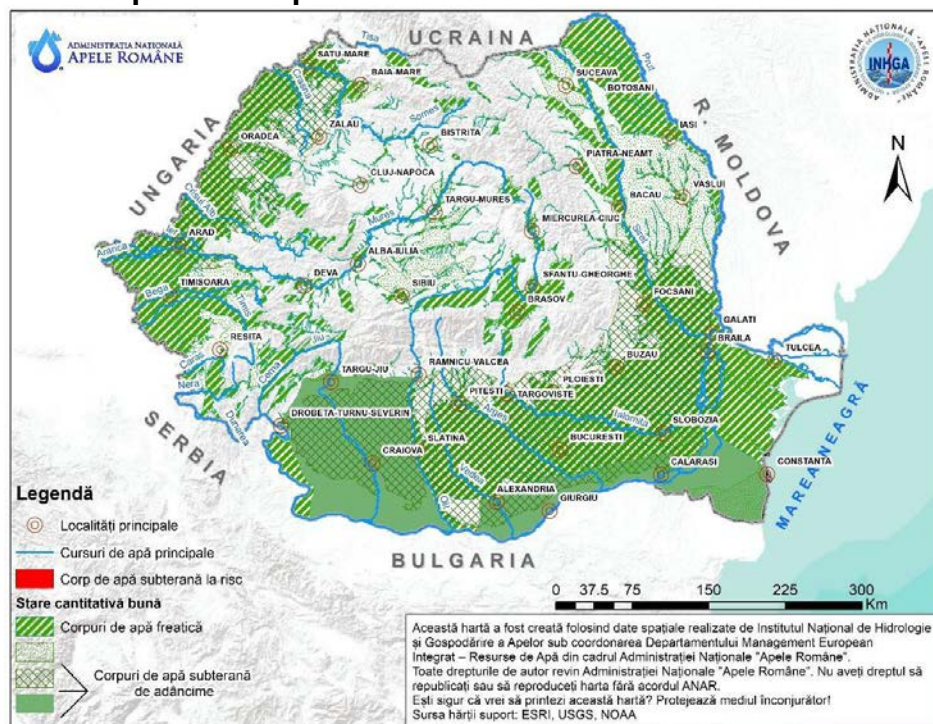 ADMINISTRAȚIA NAȚIONALĂ
APELE ROMÂNE
UCRAINA
INHGA
Tisa
Prut
SATU-MARE
BAIA-MARE
SUCEAVA
BOTOSANI
Crasna
Somes
ZALAU
BISTRITA
IASI
ORADEA
PIATRA-NEAMT
R. MOLDOVA
N
UNGARIA
CLUJ-NAPOCA
BACAU
VASLUI
TARGU-MURES
Crisul Alb
Mures
MIERCUREA-CIUC
Siret
Ier
ARAD
Aranca
ALBA-IULIA
DEVA
SIBIU
SFANTU-GHEORGHE
TIMISOARA
Bega
Timis
BRASOV
FOCSANI
GALATI
BRAILA
TULCEA
RESITA
Caras
Jiu
Cerna
Nera
TARGU-JIU
RAMNICU-VALCEA
BUZAU
PLOIESTI
PITESTI
TARGOVISTE
Dunarea
DROBETA-TURNU-SEVERIN
Arges
Ialomita
SLOBOZIA
SERBIA
CRAIOVA
SLATINA
BUCURESTI
CALARASI
CONSTANTA
MAREA NEAGRĂ
Vedea
Olt
ALEXANDRIA
GIURGIU
BULGARIA
Legendă
Localități principale
Cursuri de apă principale
Corp de apă subterană la risc
Stare cantitativă bună
Corpuri de apă freatică
Corpuri de apă subterană
de adâncime
0 37.5 75 150 225 300
Km
Această hartă a fost creată folosind date spațiale realizate de Institutul Național de Hidrologie
și Gospodărire a Apelor sub coordonarea Departamentului Management European
Integrat – Resurse de Apă din cadrul Administrației Naționale "Apele Române".
Toate drepturile de autor revin Administrației Naționale "Apele Române". Nu aveți dreptul să
republicați sau să reproduceți harta fără acordul ANAR.
Ești sigur că vrei să printezi această hartă? Protejează mediul înconjurător!
Sursa hărții suport: ESRI, USGS, NOAA